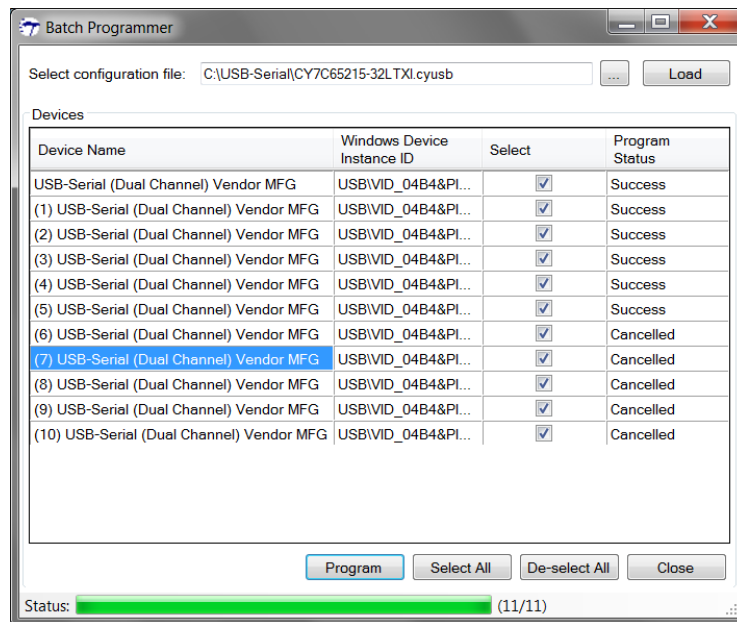 Batch Programmer
Select configuration file: C:\USB-Serial\CY7C65215-32LTXI.cyusb ... Load
Devices
Device Name Windows Device Instance ID Select Program Status
USB-Serial (Dual Channel) Vendor MFG USB\VID_04B4&PI... Success
(1) USB-Serial (Dual Channel) Vendor MFG USB\VID_04B4&PI... Success
(2) USB-Serial (Dual Channel) Vendor MFG USB\VID_04B4&PI... Success
(3) USB-Serial (Dual Channel) Vendor MFG USB\VID_04B4&PI... Success
(4) USB-Serial (Dual Channel) Vendor MFG USB\VID_04B4&PI... Success
(5) USB-Serial (Dual Channel) Vendor MFG USB\VID_04B4&PI... Success
(6) USB-Serial (Dual Channel) Vendor MFG USB\VID_04B4&PI... Cancelled
(7) USB-Serial (Dual Channel) Vendor MFG USB\VID_04B4&PI... Cancelled
(8) USB-Serial (Dual Channel) Vendor MFG USB\VID_04B4&PI... Cancelled
(9) USB-Serial (Dual Channel) Vendor MFG USB\VID_04B4&PI... Cancelled
(10) USB-Serial (Dual Channel) Vendor MFG USB\VID_04B4&PI... Cancelled
Program Select All De-select All Close
Status: (11/11)